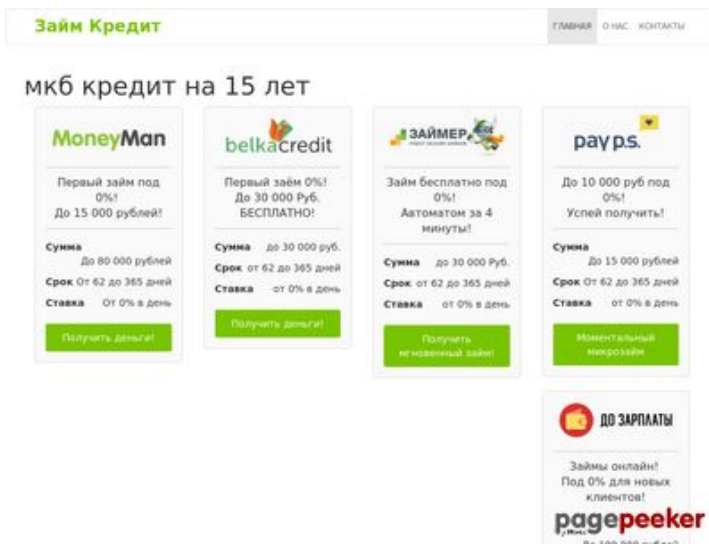 Займ Кредит
ГЛАВНАЯ О НАС КОНТАКТЫ
мкб кредит на 15 лет
MoneyMan
Первый займ под
0%!
До 15 000 рублей!
Сумма
До 80 000 рублей
Срок От 62 до 365 дней
Ставка От 0% в день
Получить деньги!
belkacredit
Первый заём 0%!
До 30 000 Руб.
БЕСПЛАТНО!
Сумма до 30 000 руб.
Срок от 62 до 365 дней
Ставка от 0% в день
Получить деньги!
ЗАЙМЕР
Займ бесплатно под
0%!
Автоматом за 4
минуты!
Сумма до 30 000 Руб.
Срок от 62 до 365 дней
Ставка от 0% в день
Получить
мгновенный займ!
pay p.s.
До 10 000 руб под
0%!
Успей получить!
Сумма
До 15 000 рублей
Срок От 62 до 365 дней
Ставка от 0% в день
Моментальный
микрозайм
ДО ЗАРПЛАТЫ
Займы онлайн!
Под 0% для новых
клиентов!
pagepeeker
Сумма
До 100 000 рублей